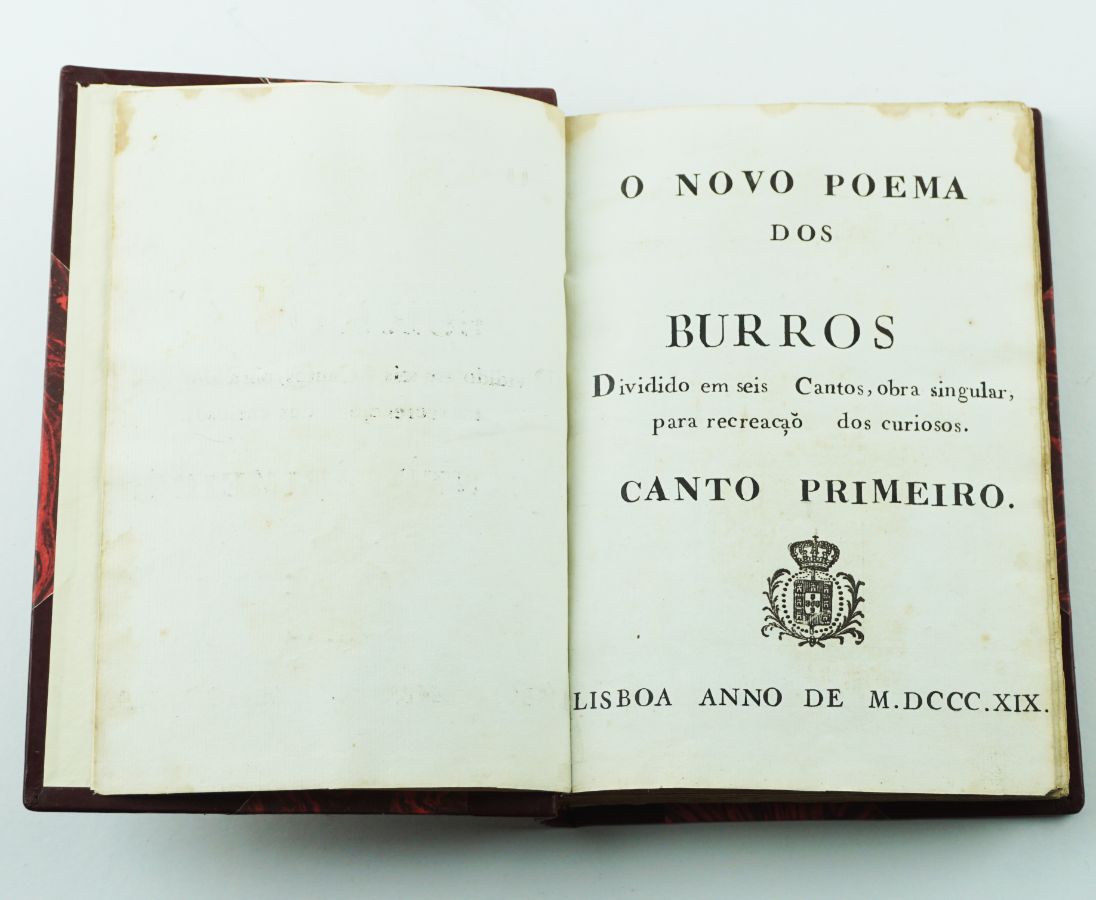 O NOVO POEMA
DOS
BURROS
Dividido em seis Cantos, obra singular,
para recreaçaõ dos curiosos.
CANTO PRIMEIRO.
LISBOA ANNO DE M.DCCC.XIX.